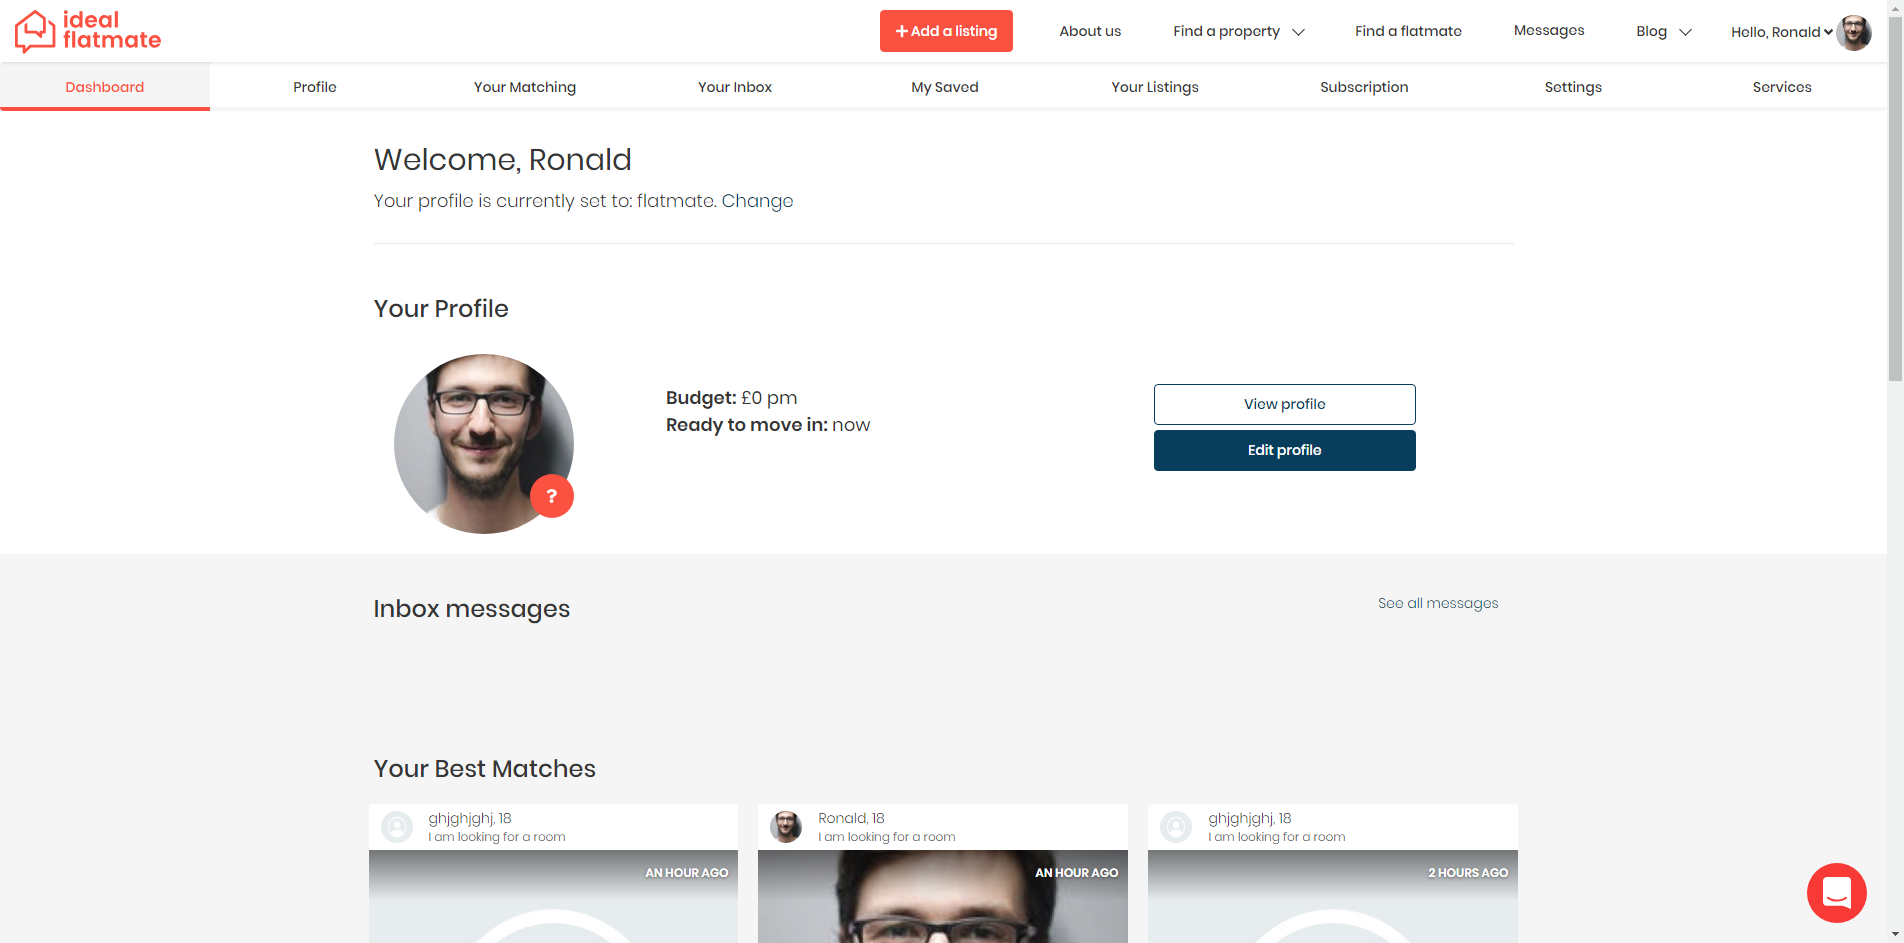 ideal
flatmate
+ Add a listing
About us
Find a property
Find a flatmate
Messages
Blog
Hello, Ronald
Dashboard
Profile
Your Matching
Your Inbox
My Saved
Your Listings
Subscription
Settings
Services
Welcome, Ronald
Your profile is currently set to: flatmate. Change
Your Profile
Budget: £0 pm
Ready to move in: now
View profile
Edit profile
?
Inbox messages
See all messages
Your Best Matches
ghjghjghj, 18
I am looking for a room
AN HOUR AGO
Ronald, 18
I am looking for a room
AN HOUR AGO
ghjghjghj, 18
I am looking for a room
2 HOURS AGO